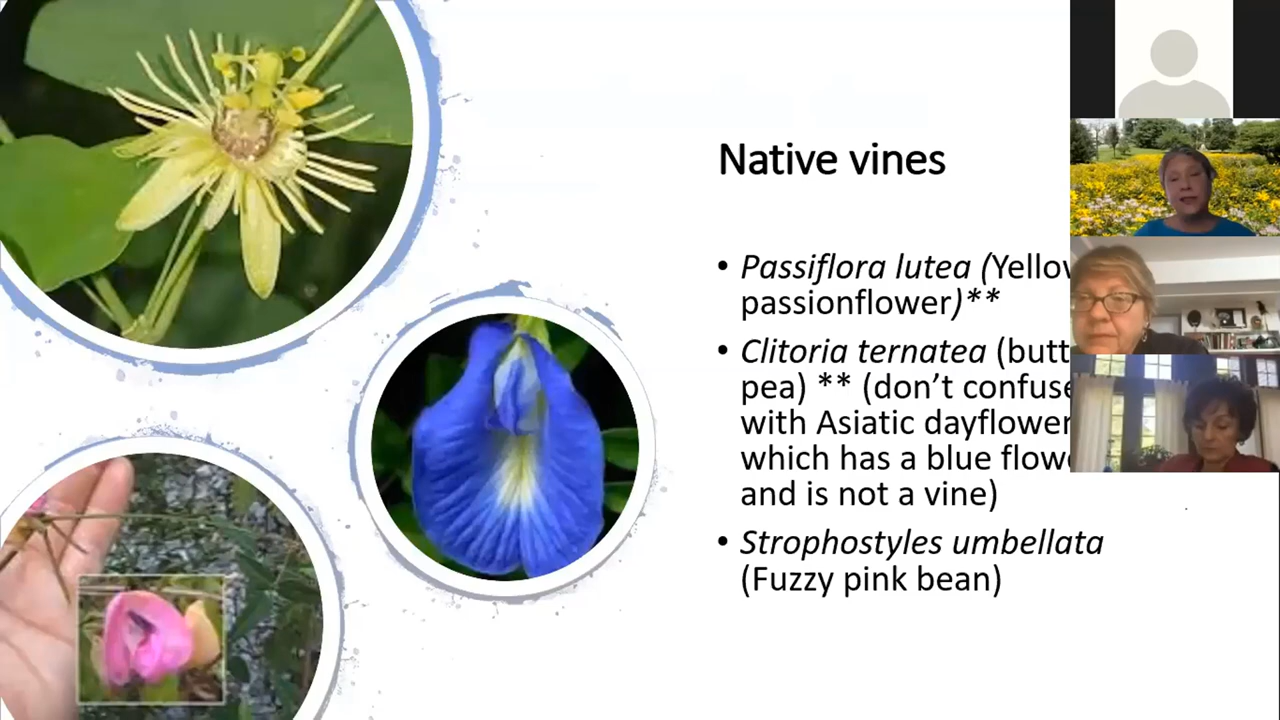 Native vines
• Passiflora lutea (Yellow
passionflower)**
• Clitoria ternatea (butt
pea) ** (don’t confuse
with Asiatic dayflower
which has a blue flow
and is not a vine)
• Strophostyles umbellata
(Fuzzy pink bean)